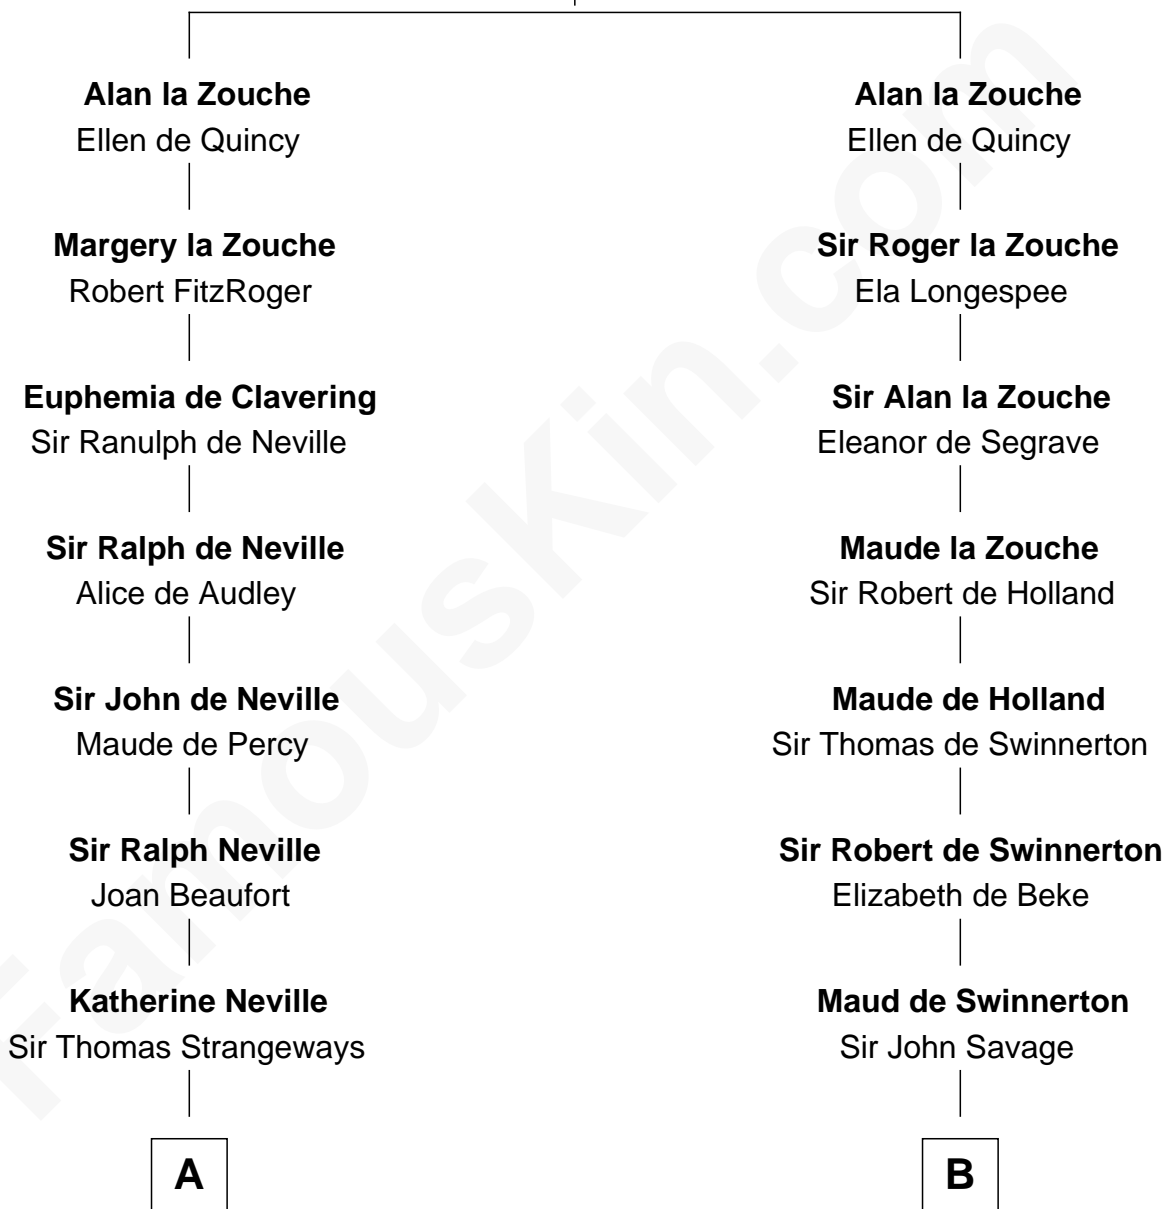 Alan la Zouche
Ellen de Quincy
Margery la Zouche
Robert FitzRoger
Euphemia de Clavering
Sir Ranulph de Neville
Sir Ralph de Neville
Alice de Audley
Sir John de Neville
Maude de Percy
Sir Ralph Neville
Joan Beaufort
Katherine Neville
Sir Thomas Strangeways
A
Alan la Zouche
Ellen de Quincy
Sir Roger la Zouche
Ela Longespee
Sir Alan la Zouche
Eleanor de Segrave
Maude la Zouche
Sir Robert de Holland
Maude de Holland
Sir Thomas de Swinnerton
Sir Robert de Swinnerton
Elizabeth de Beke
Maud de Swinnerton
Sir John Savage
B
FamousKin.com